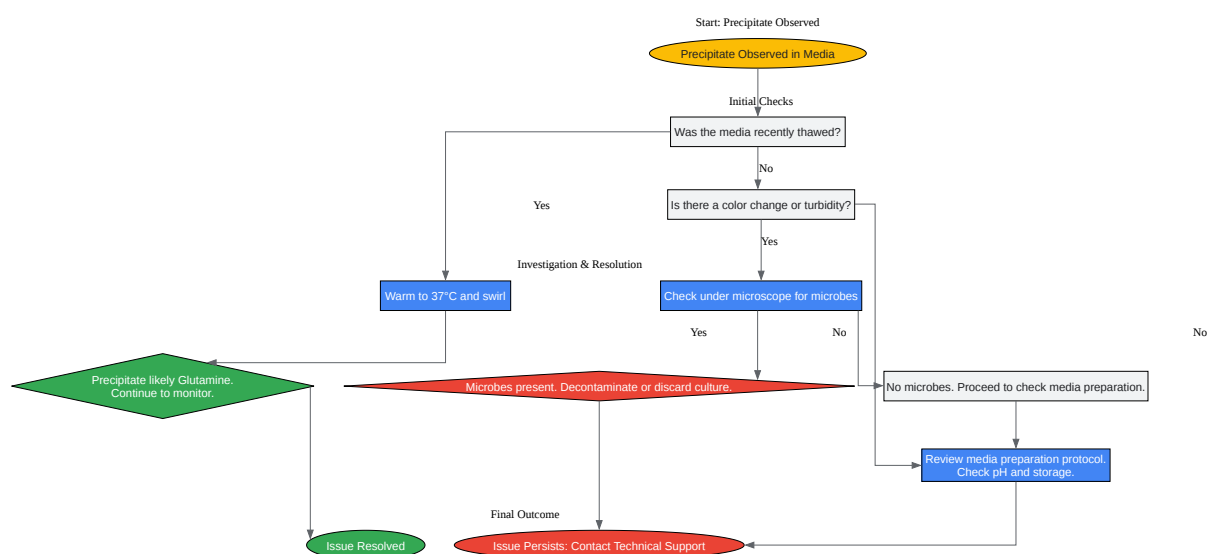 Start: Precipitate Observed
Precipitate Observed in Media
Initial Checks
Was the media recently thawed?
No
Is there a color change or turbidity?
Yes
Yes
Investigation & Resolution
Warm to 37°C and swirl
Check under microscope for microbes
Yes
No
No
Precipitate likely Glutamine.
Continue to monitor.
Microbes present. Decontaminate or discard culture.
No microbes. Proceed to check media preparation.
Review media preparation protocol.
Check pH and storage.
Final Outcome
Issue Resolved
Issue Persists: Contact Technical Support